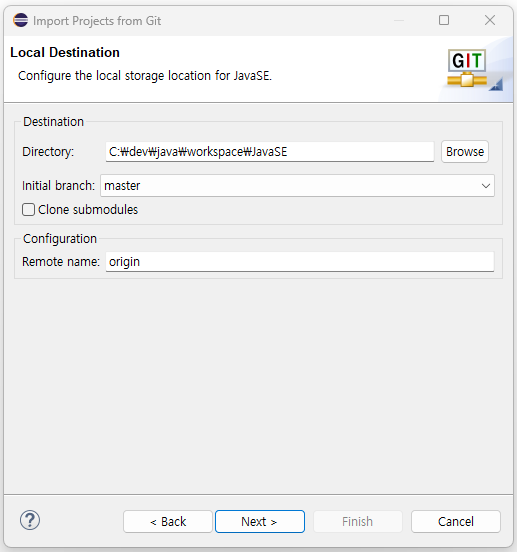 Import Projects from Git
Local Destination
Configure the local storage location for JavaSE.
GIT
Destination
Directory: C:₩dev₩java₩workspace₩JavaSE Browse
Initial branch: master
Clone submodules
Configuration
Remote name: origin
? < Back Next > Finish Cancel